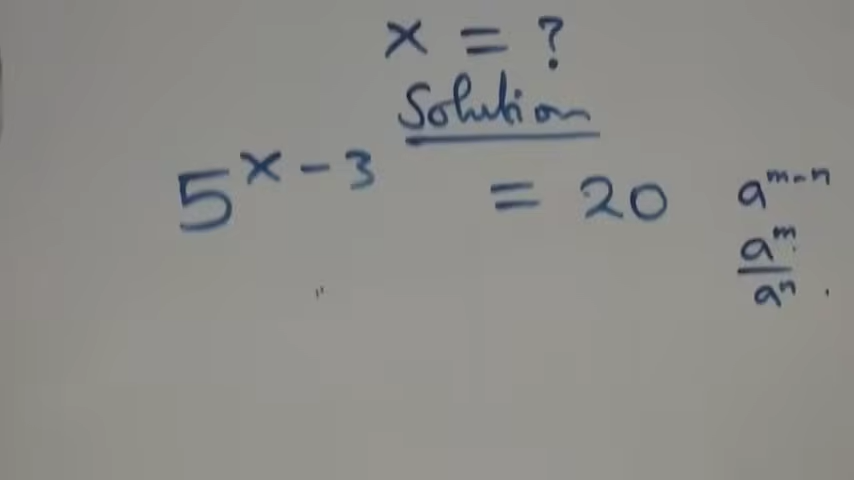 x = ?
Solution
5^{x-3} = 20
a^{m-n}
a^m
a^n